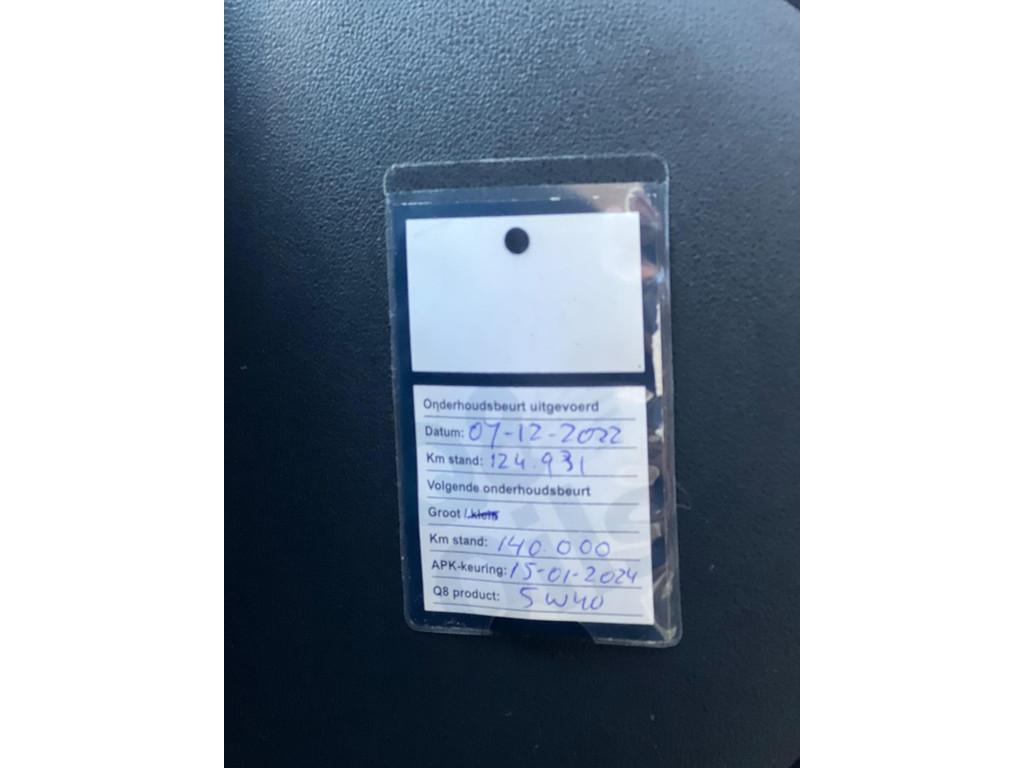 Onderhoudsbeurt uitgevoerd
Datum: 07-12-2022
Km stand: 124.931
Volgende onderhoudsbeurt
Groot / klein
Km stand: 140.000
APK-keuring: 15-01-2024
Q8 product: 5W40